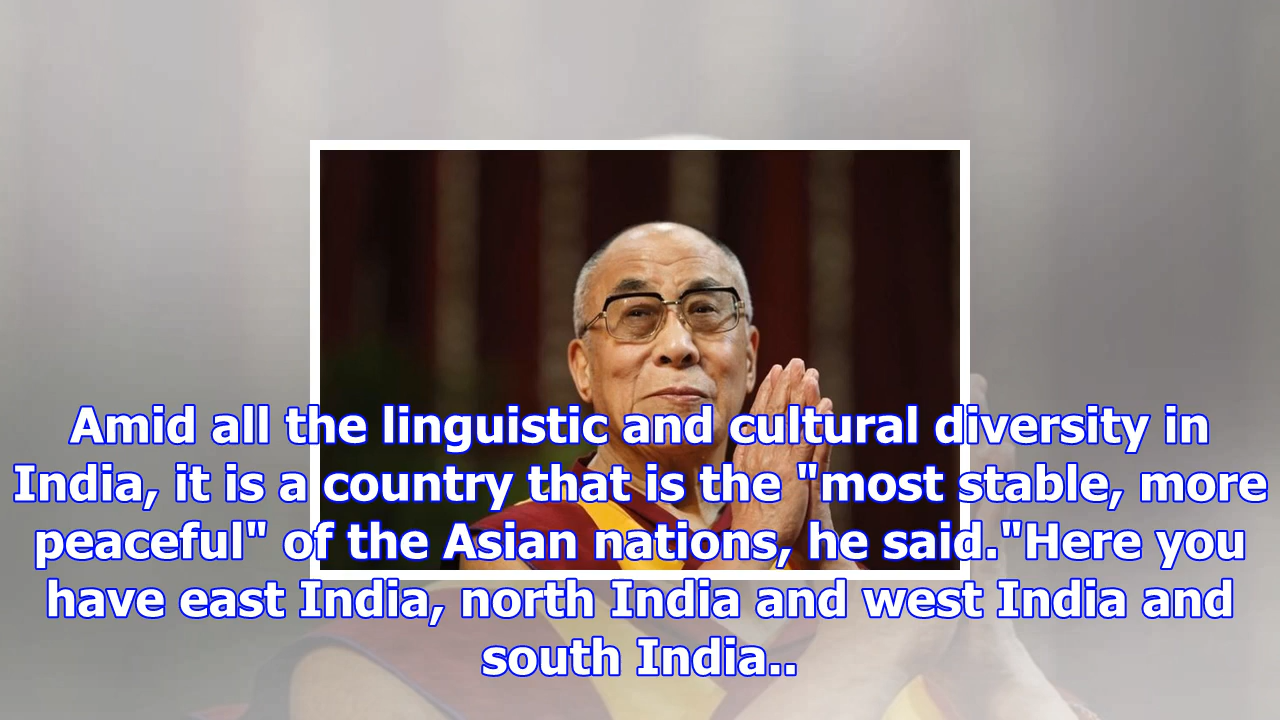 Amid all the linguistic and cultural diversity in
India, it is a country that is the "most stable, more
peaceful" of the Asian nations, he said."Here you
have east India, north India and west India and
south India..